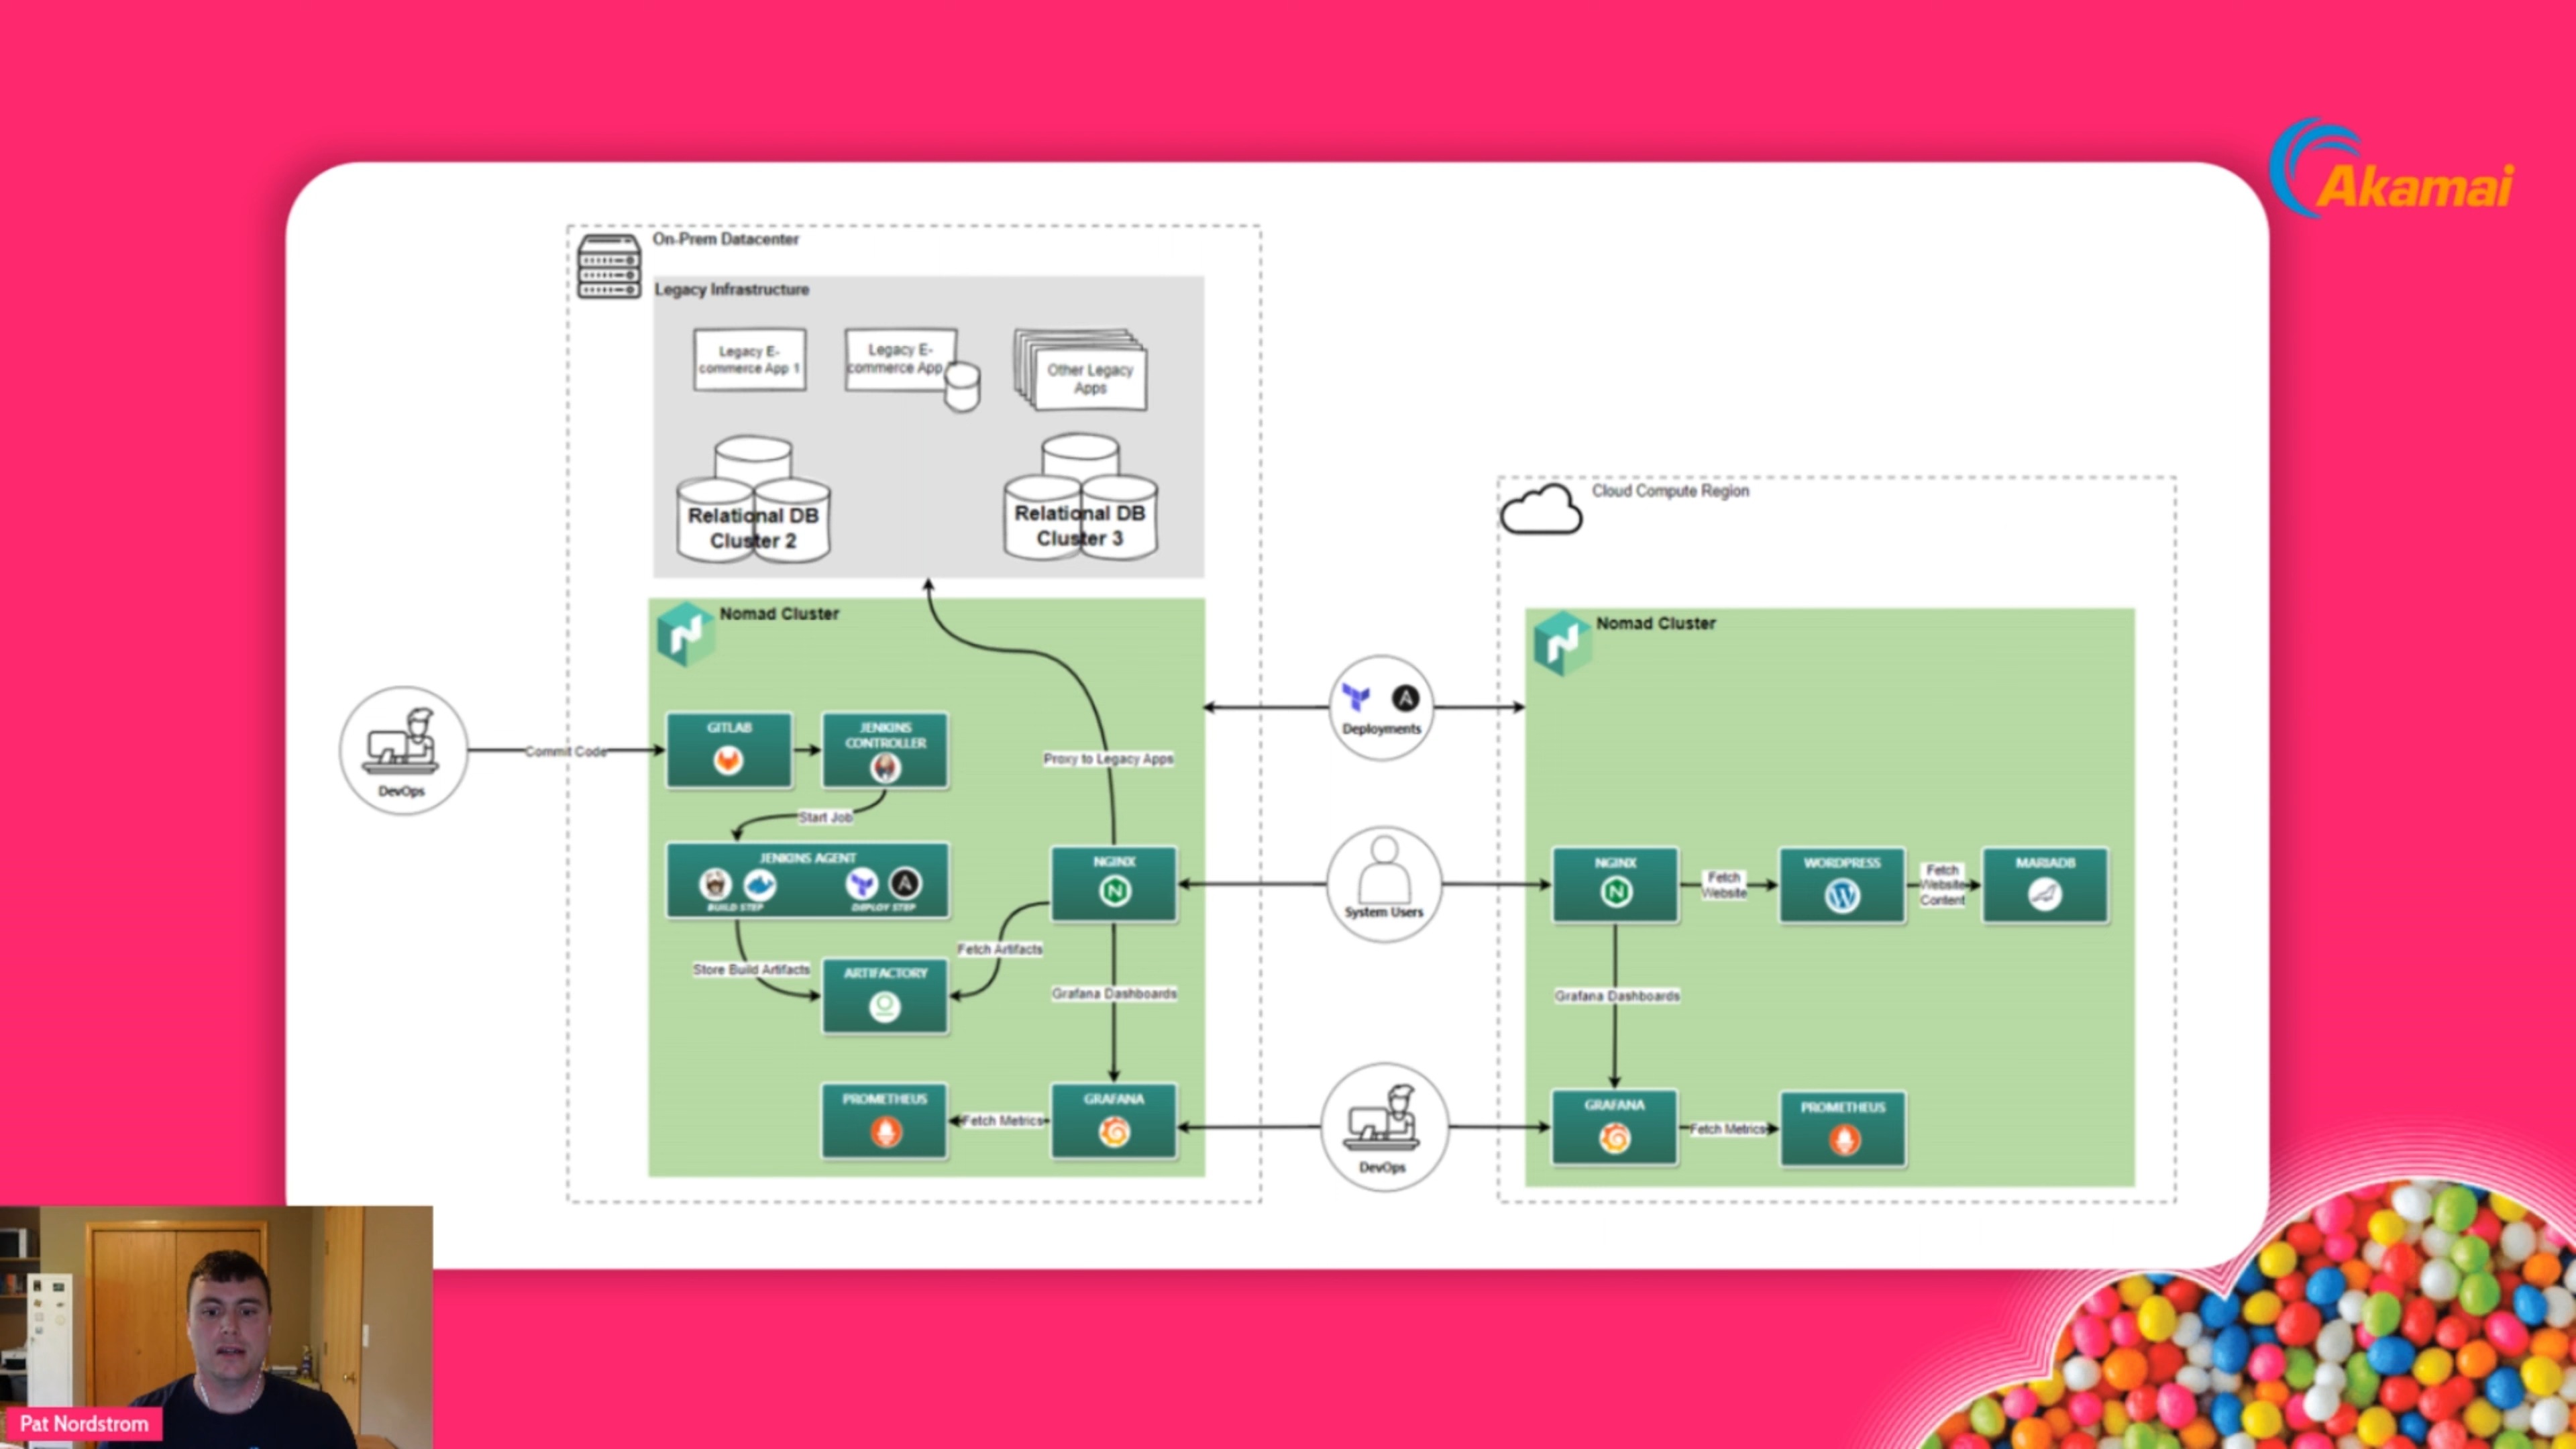 Akamai
On-Prem Datacenter
Legacy Infrastructure
Legacy E-
commerce App 1
Legacy E-
commerce App
Other Legacy
Apps
Relational DB
Cluster 2
Relational DB
Cluster 3
Cloud Compute Region
Nomad Cluster
Nomad Cluster
GITLAB
JENKINS
CONTROLLER
Deployments
Commit Code
Proxy to Legacy Apps
DevOps
Start Job
JENKINS AGENT
BUILD STEP
DEPLOY STEP
NGINX
System Users
NGINX
Fetch
Website
WORDPRESS
Fetch
Website
Content
MARIADB
Fetch Artifacts
Store Build Artifacts
ARTIFACTORY
Grafana Dashboards
Grafana Dashboards
PROMETHEUS
Fetch Metrics
GRAFANA
DevOps
GRAFANA
Fetch Metrics
PROMETHEUS
Pat Nordstrom